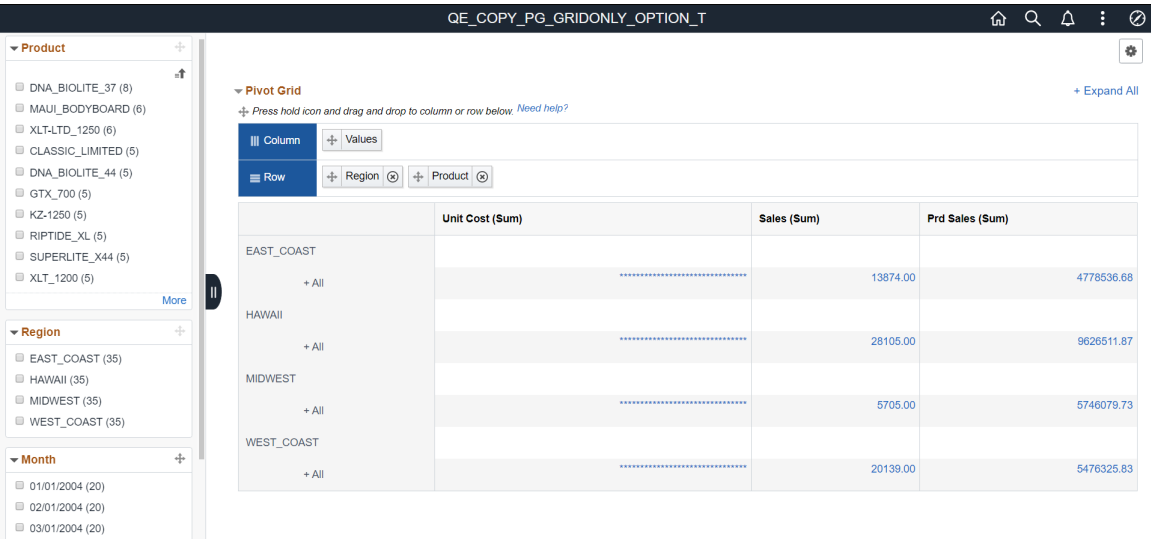 QE_COPY_PG_GRIDONLY_OPTION_T
Product
DNA_BIOLITE_37 (8)
MAUI_BODYBOARD (6)
XLT-LTD_1250 (6)
CLASSIC_LIMITED (5)
DNA_BIOLITE_44 (5)
GTX_700 (5)
KZ-1250 (5)
RIPTIDE_XL (5)
SUPERLITE_X44 (5)
XLT_1200 (5)
More
Region
EAST_COAST (35)
HAWAII (35)
MIDWEST (35)
WEST_COAST (35)
Month
01/01/2004 (20)
02/01/2004 (20)
03/01/2004 (20)
Pivot Grid + Expand All
Press hold icon and drag and drop to column or row below. Need help?
Column Values
Row Region Product
Unit Cost (Sum) Sales (Sum) Prd Sales (Sum)
EAST_COAST
+ All ****************************** 13874.00 4778536.68
HAWAII
+ All ****************************** 28105.00 9626511.87
MIDWEST
+ All ****************************** 5705.00 5746079.73
WEST_COAST
+ All ****************************** 20139.00 5476325.83